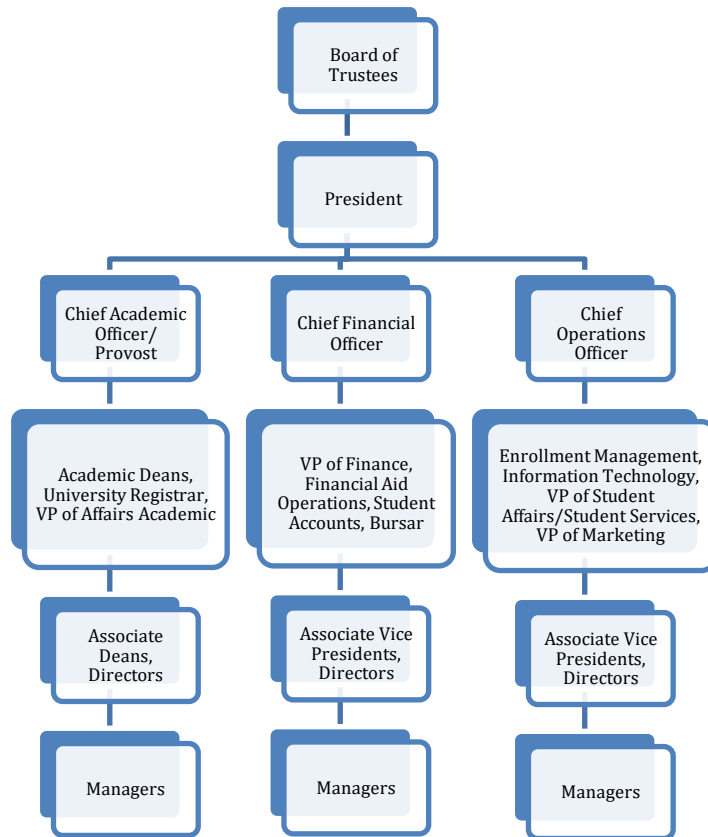 Board of
Trustees
President
Chief Academic
Officer/
Provost
Chief Financial
Officer
Chief
Operations
Officer
Academic Deans,
University Registrar,
VP of Affairs Academic
VP of Finance,
Financial Aid
Operations, Student
Accounts, Bursar
Enrollment Management,
Information Technology,
VP of Student
Affairs/Student Services,
VP of Marketing
Associate
Deans,
Directors
Associate Vice
Presidents,
Directors
Associate Vice
Presidents,
Directors
Managers
Managers
Managers